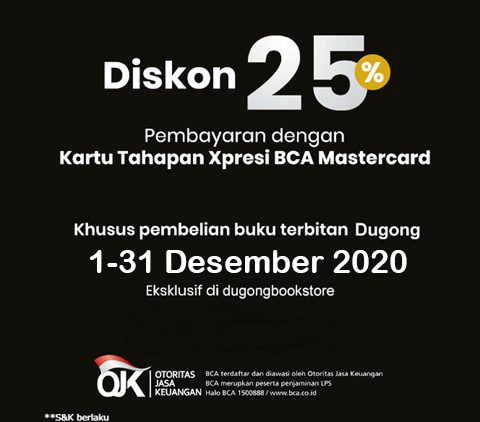 Diskon 25%
Pembayaran dengan
Kartu Tahapan Xpresi BCA Mastercard
Khusus pembelian buku terbitan Dugong
1-31 Desember 2020
Eksklusif di dugongbookstore
OJK
OTORITAS
JASA
KEUANGAN
BCA terdaftar dan diawasi oleh Otoritas Jasa Keuangan
BCA merupkan peserta penjaminan LPS
Halo BCA 1500888 / www.bca.co.id
**S&K berlaku